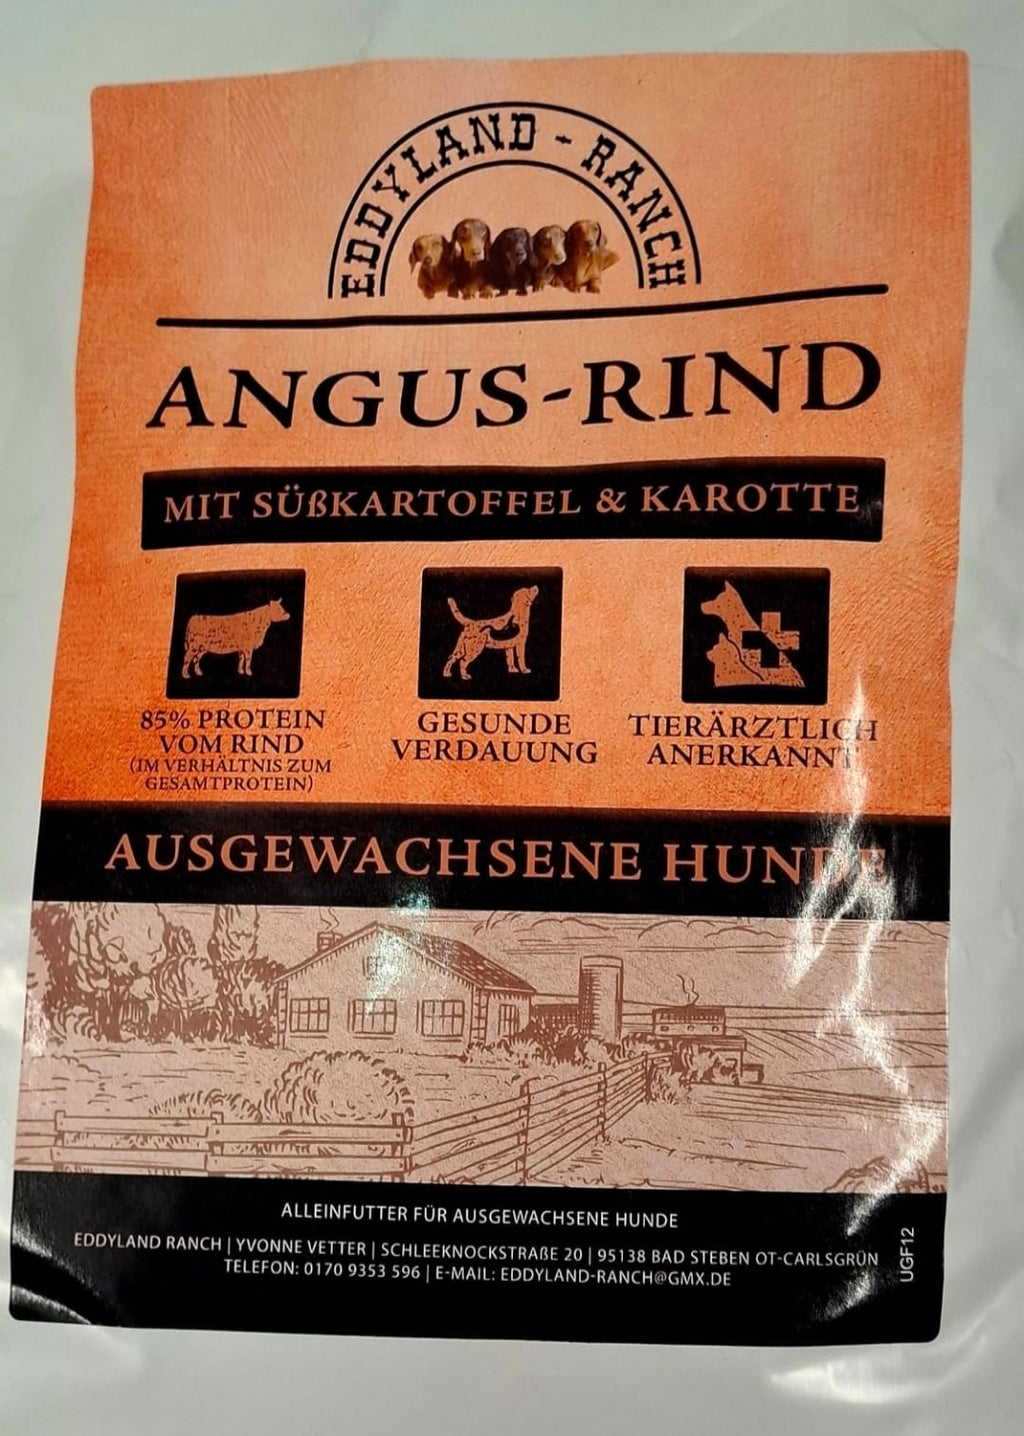 EDDYLAND - RANCH
ANGUS-RIND
MIT SÜßKARTOFFEL & KAROTTE
85% PROTEIN
VOM RIND
(IM VERHÄLTNIS ZUM
GESAMTPROTEIN)
GESUNDE
VERDAUUNG
TIERÄRZTLICH
ANERKANNT
AUSGEWACHSENE HUNDE
ALLEINFUTTER FÜR AUSGEWACHSENE HUNDE
EDDYLAND RANCH | YVONNE VETTER | SCHLEEKNOCKSTRAßE 20 | 95138 BAD STEBEN OT-CARLSGRÜN
TELEFON: 0170 9353 596 | E-MAIL: EDDYLAND-RANCH@GMX.DE
UGF12